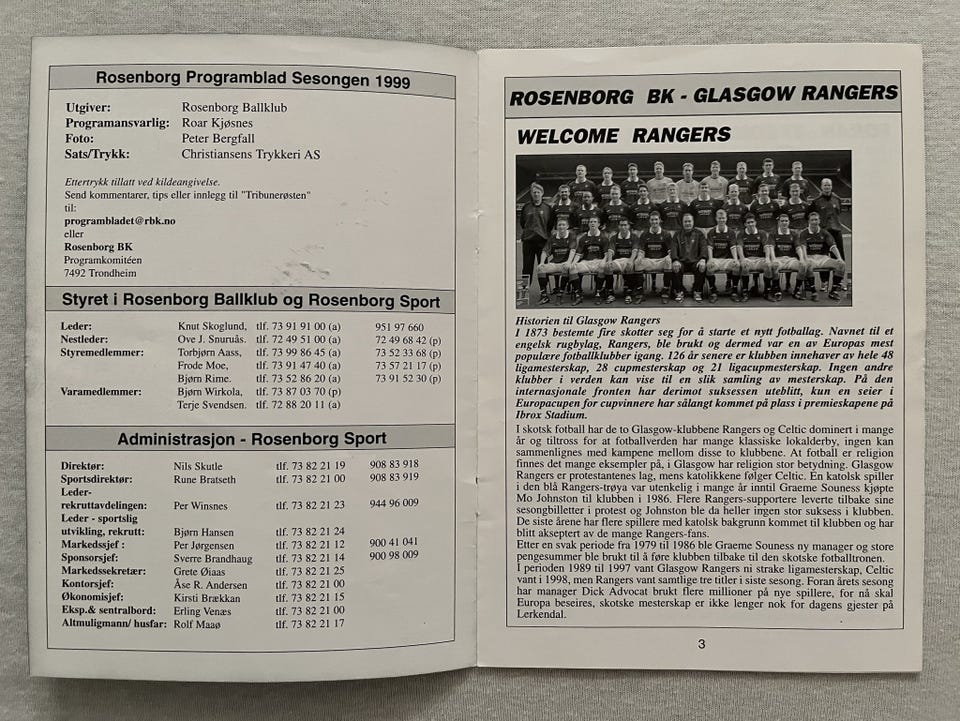 Rosenborg Programblad Sesongen 1999
Utgiver: Rosenborg Ballklub
Programansvarlig: Roar Kjøsnes
Foto: Peter Bergfall
Sats/Trykk: Christiansens Trykkeri AS
Ettertrykk tillatt ved kildeangivelse.
Send kommentarer, tips eller innlegg til "Tribunerøsten"
til:
programbladet@rbk.no
eller
Rosenborg BK
Programkomitéen
7492 Trondheim
Styret i Rosenborg Ballklub og Rosenborg Sport
Leder: Knut Skoglund, tlf. 73 91 91 00 (a) 951 97 660
Nestleder: Ove J. Snuruås. tlf. 72 49 51 00 (a) 72 49 68 42 (p)
Styremedlemmer: Torbjørn Aass, tlf. 73 99 86 45 (a) 73 52 33 68 (p)
Frode Moe, tlf. 73 91 47 40 (a) 73 57 21 17 (p)
Bjørn Rime. tlf. 73 52 86 20 (a) 73 91 52 30 (p)
Varamedlemmer: Bjørn Wirkola, tlf. 73 87 03 70 (p)
Terje Svendsen. tlf. 72 88 20 11 (a)
Administrasjon - Rosenborg Sport
Direktør: Nils Skutle tlf. 73 82 21 19 908 83 918
Sportsdirektør: Rune Bratseth tlf. 73 82 21 00 908 83 919
Leder-
rekruttavdelingen: Per Winsnes tlf. 73 82 21 23 944 96 009
Leder - sportslig
utvikling, rekrutt: Bjørn Hansen tlf. 73 82 21 24
Markedssjef : Per Jørgensen tlf. 73 82 21 12 900 41 041
Sponsorsjef: Sverre Brandhaug tlf. 73 82 21 14 900 98 009
Markedssekretær: Grete Øiaas tlf. 73 82 21 25
Kontorsjef: Åse R. Andersen tlf. 73 82 21 00
Økonomisjef: Kirsti Brækkan tlf. 73 82 21 15
Eksp.& sentralbord: Erling Venæs tlf. 73 82 21 00
Altmuligmann/ husfar: Rolf Maaø tlf. 73 82 21 17
ROSENBORG BK - GLASGOW RANGERS
WELCOME RANGERS
Historien til Glasgow Rangers
I 1873 bestemte fire skotter seg for å starte et nytt fotballag. Navnet til et
engelsk rugbylag, Rangers, ble brukt og dermed var en av Europas mest
populære fotballklubber igang. 126 år senere er klubben innehaver av hele 48
ligamesterskap, 28 cupmesterskap og 21 ligacupmesterskap. Ingen andre
klubber i verden kan vise til en slik samling av mesterskap. På den
internasjonale fronten har derimot suksessen uteblitt, kun en seier i
Europacupen for cupvinnere har sålangt kommet på plass i premieskapene på
Ibrox Stadium.
I skotsk fotball har de to Glasgow-klubbene Rangers og Celtic dominert i mange
år og tiltross for at fotballverden har mange klassiske lokalderby, ingen kan
sammenlignes med kampene mellom disse to klubbene. At fotball er religion
finnes det mange eksempler på, i Glasgow har religion stor betydning. Glasgow
Rangers er protestantenes lag, mens katolikkene følger Celtic. En katolsk spiller
i den blå Rangers-trøya var utenkelig i mange år inntil Graeme Souness kjøpte
Mo Johnston til klubben i 1986. Flere Rangers-supportere leverte tilbake sine
sesongbilletter i protest og Johnston ble da heller ingen stor suksess i klubben.
De siste årene har flere spillere med katolsk bakgrunn kommet til klubben og har
blitt akseptert av de mange Rangers-fans.
Etter en svak periode fra 1979 til 1986 ble Graeme Souness ny manager og store
pengesummer ble brukt til å føre klubben tilbake til den skotske fotballtronen.
I perioden 1989 til 1997 vant Glasgow Rangers ni strake ligamesterskap, Celtic
vant i 1998, men Rangers vant samtlige tre titler i siste sesong. Foran årets sesong
har manager Dick Advocat brukt flere millioner på nye spillere, for nå skal
Europa beseires, skotske mesterskap er ikke lenger nok for dagens gjester på
Lerkendal.
3